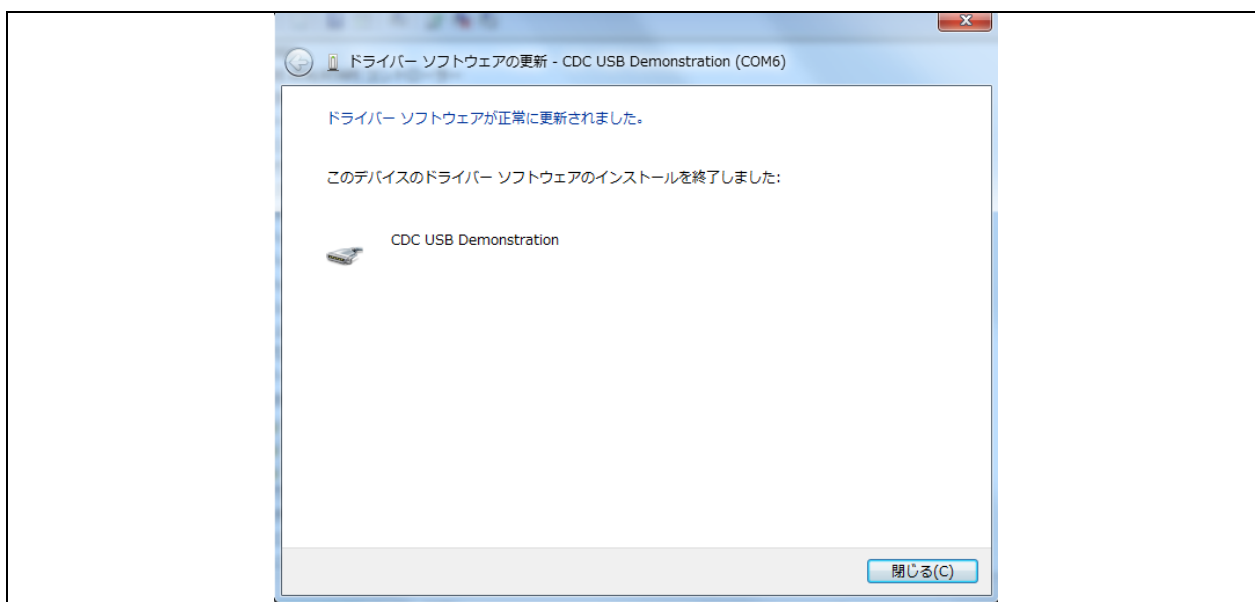 ドライバー ソフトウェアの更新 - CDC USB Demonstration (COM6)
ドライバー ソフトウェアが正常に更新されました。
このデバイスのドライバー ソフトウェアのインストールを終了しました:
CDC USB Demonstration
閉じる(C)